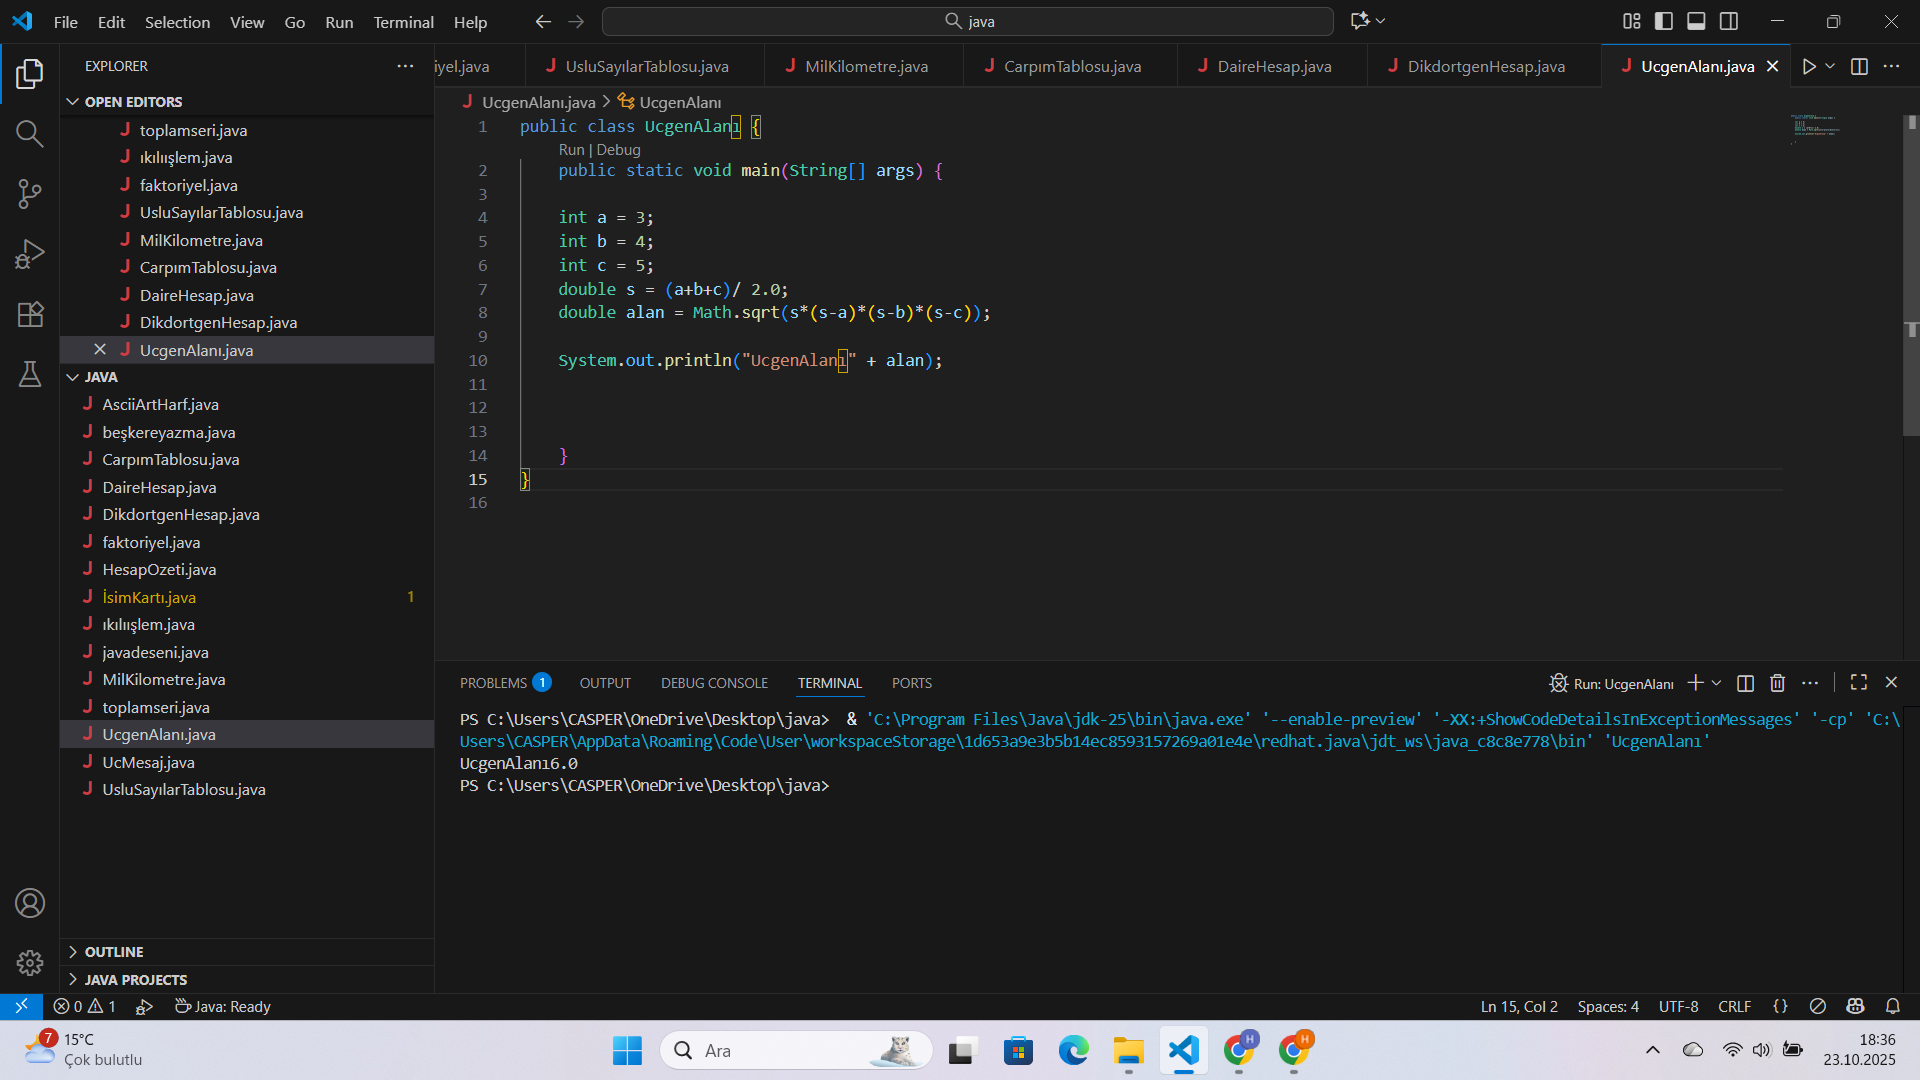 File Edit Selection View Go Run Terminal Help java
EXPLORER
OPEN EDITORS
toplamseri.java
ıkılıışlem.java
faktoriyel.java
UsluSayılarTablosu.java
MilKilometre.java
CarpımTablosu.java
DaireHesap.java
DikdortgenHesap.java
UcgenAlanı.java
JAVA
AsciiArtHarf.java
beşkereyazma.java
CarpımTablosu.java
DaireHesap.java
DikdortgenHesap.java
faktoriyel.java
HesapOzeti.java
İsimKartı.java 1
ıkılıışlem.java
javadeseni.java
MilKilometre.java
toplamseri.java
UcgenAlanı.java
UcMesaj.java
UsluSayılarTablosu.java
OUTLINE
JAVA PROJECTS
iyel.java UsluSayılarTablosu.java MilKilometre.java CarpımTablosu.java DaireHesap.java DikdortgenHesap.java UcgenAlanı.java
UcgenAlanı.java > UcgenAlanı
1 public class UcgenAlanı {
Run | Debug
2 public static void main(String[] args) {
3
4 int a = 3;
5 int b = 4;
6 int c = 5;
7 double s = (a+b+c)/ 2.0;
8 double alan = Math.sqrt(s*(s-a)*(s-b)*(s-c));
9
10 System.out.println("UcgenAlanı" + alan);
11
12
13
14 }
15 }
16
PROBLEMS 1 OUTPUT DEBUG CONSOLE TERMINAL PORTS Run: UcgenAlanı
PS C:\Users\CASPER\OneDrive\Desktop\java> & 'C:\Program Files\Java\jdk-25\bin\java.exe' '--enable-preview' '-XX:+ShowCodeDetailsInExceptionMessages' '-cp' 'C:\
Users\CASPER\AppData\Roaming\Code\User\workspaceStorage\1d653a9e3b5b14ec8593157269a01e4e\redhat.java\jdt_ws\java_c8c8e778\bin' 'UcgenAlanı'
UcgenAlanı6.0
PS C:\Users\CASPER\OneDrive\Desktop\java>
0 1 Java: Ready Ln 15, Col 2 Spaces: 4 UTF-8 CRLF {}
7 15°C
Çok bulutlu
Ara
H H
18:36
23.10.2025